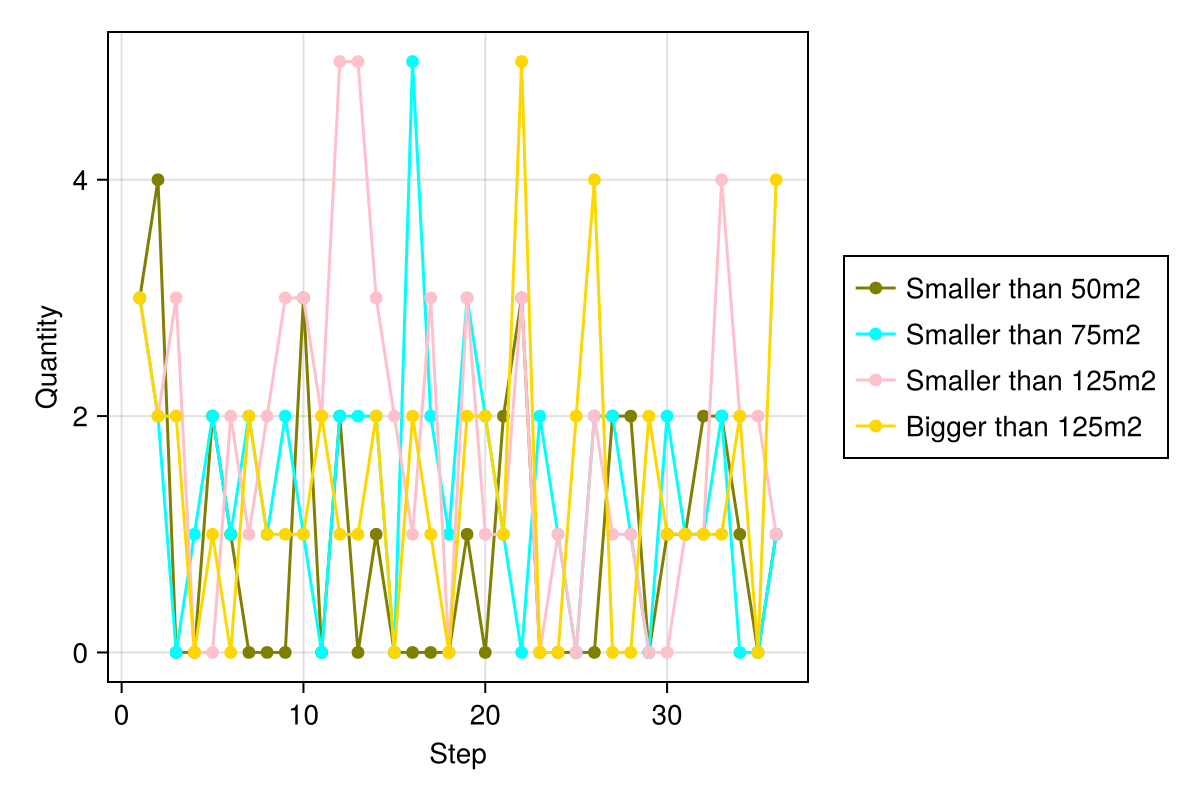 4
2
0
Quantity
0 10 20 30
Step
Smaller than 50m2
Smaller than 75m2
Smaller than 125m2
Bigger than 125m2